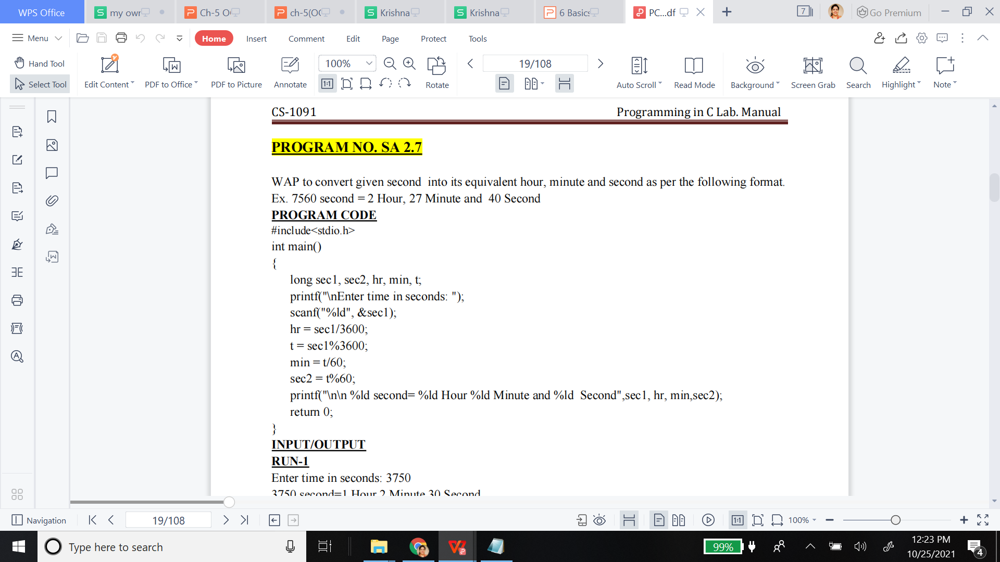 WPS Office
my own
Ch-5 O
ch-5(O
Krishna
Krishna
6 Basic
PC...df
7
Go Premium
Menu
Home
Insert
Comment
Edit
Page
Protect
Tools
Hand Tool
Select Tool
Edit Content
PDF to Office
PDF to Picture
Annotate
100%
1:1
Rotate
19/108
Auto Scroll
Read Mode
Background
Screen Grab
Search
Highlight
Note
CS-1091 Programming in C Lab. Manual
PROGRAM NO. SA 2.7
WAP to convert given second  into its equivalent hour, minute and second as per the following format.
Ex. 7560 second = 2 Hour, 27 Minute and  40 Second
PROGRAM CODE
#include<stdio.h>
int main()
{
long sec1, sec2, hr, min, t;
printf("\nEnter time in seconds: ");
scanf("%ld", &sec1);
hr = sec1/3600;
t = sec1%3600;
min = t/60;
sec2 = t%60;
printf("\n\n %ld second= %ld Hour %ld Minute and %ld  Second",sec1, hr, min,sec2);
return 0;
}
INPUT/OUTPUT
RUN-1
Enter time in seconds: 3750
3750 second=1 Hour 2 Minute 30 Second
Navigation
19/108
1:1
100%
Type here to search
99%
12:23 PM
10/25/2021
4